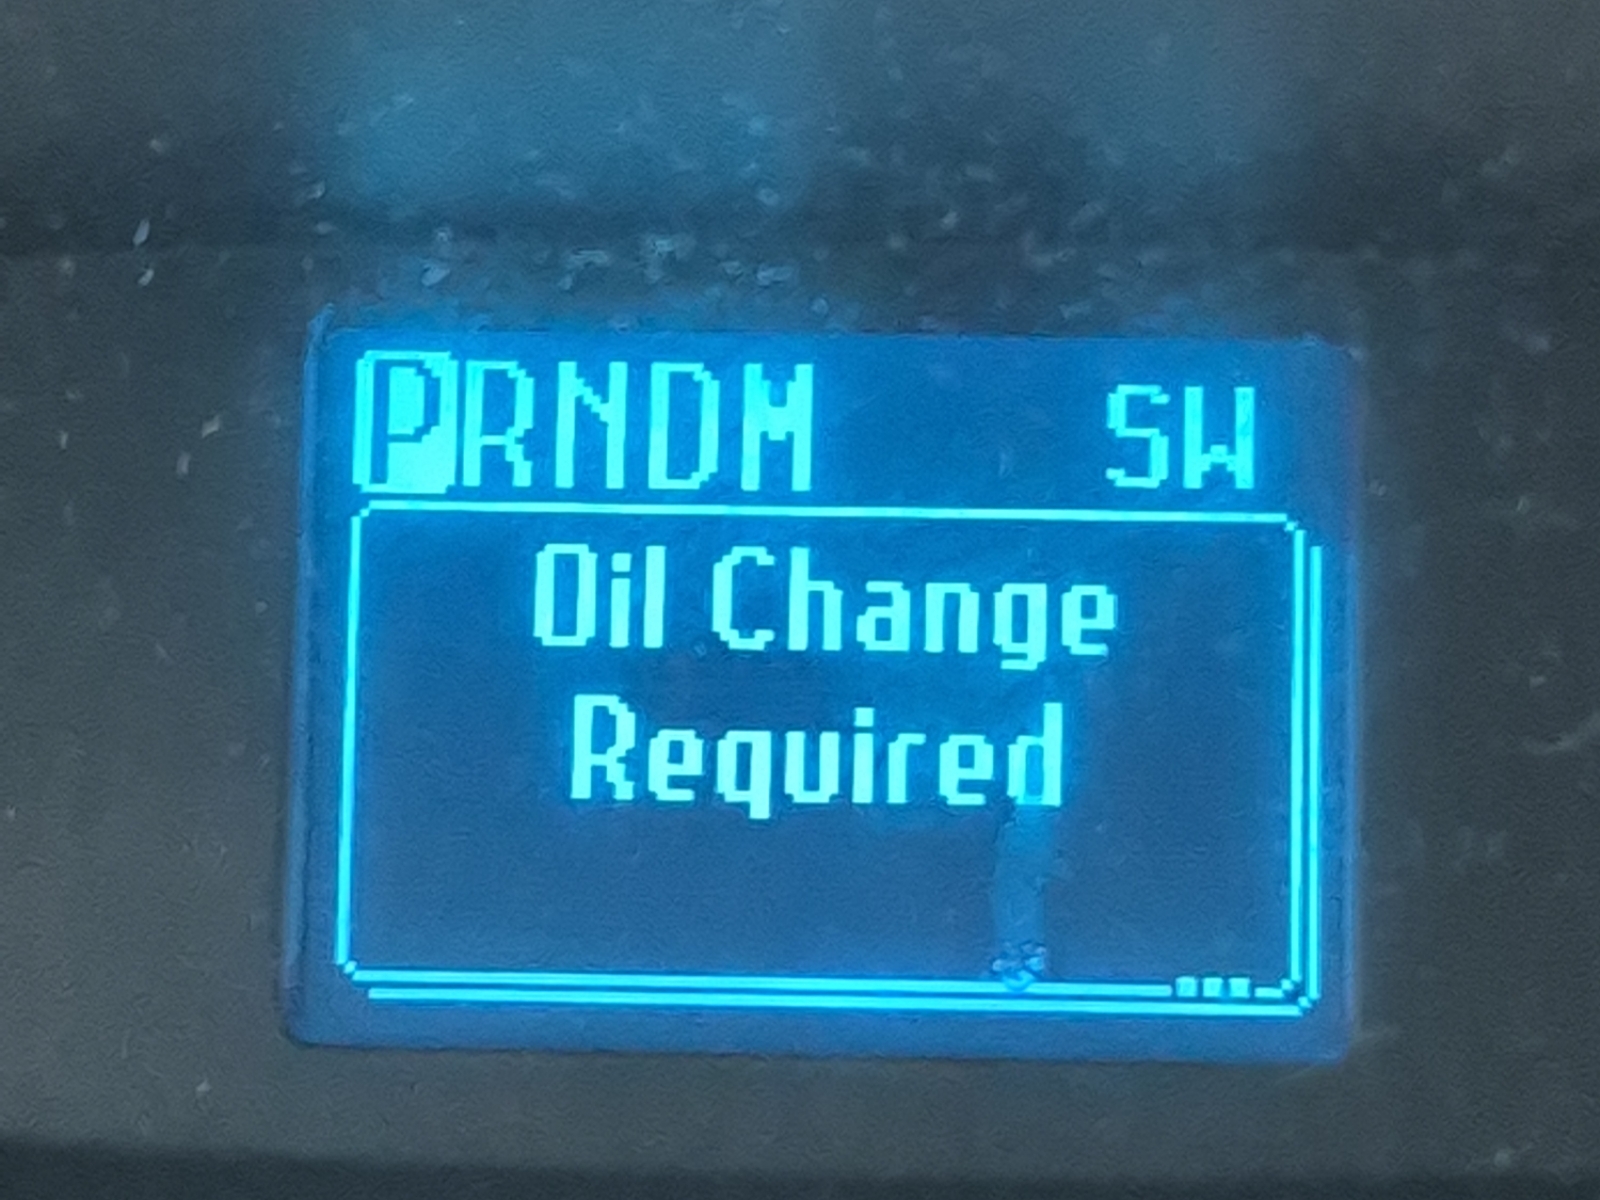 PRNDM SW
Oil Change
Required